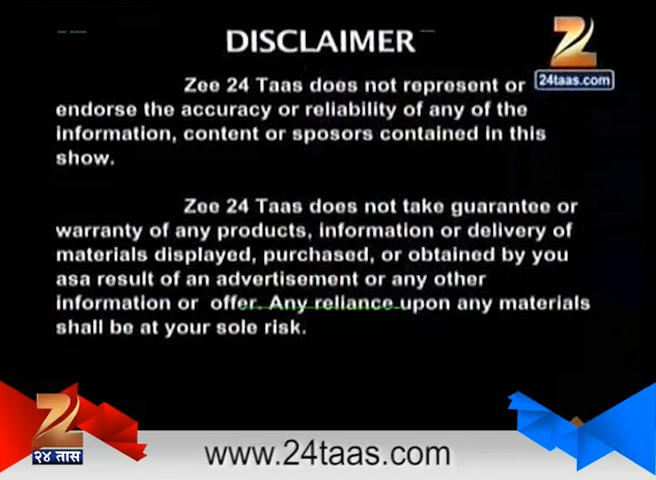 DISCLAIMER
24taas.com
Zee 24 Taas does not represent or
endorse the accuracy or reliability of any of the
information, content or sposors contained in this
show.
Zee 24 Taas does not take guarantee or
warranty of any products, information or delivery of
materials displayed, purchased, or obtained by you
asa result of an advertisement or any other
information or offer. Any reliance upon any materials
shall be at your sole risk.
२४ तास
www.24taas.com